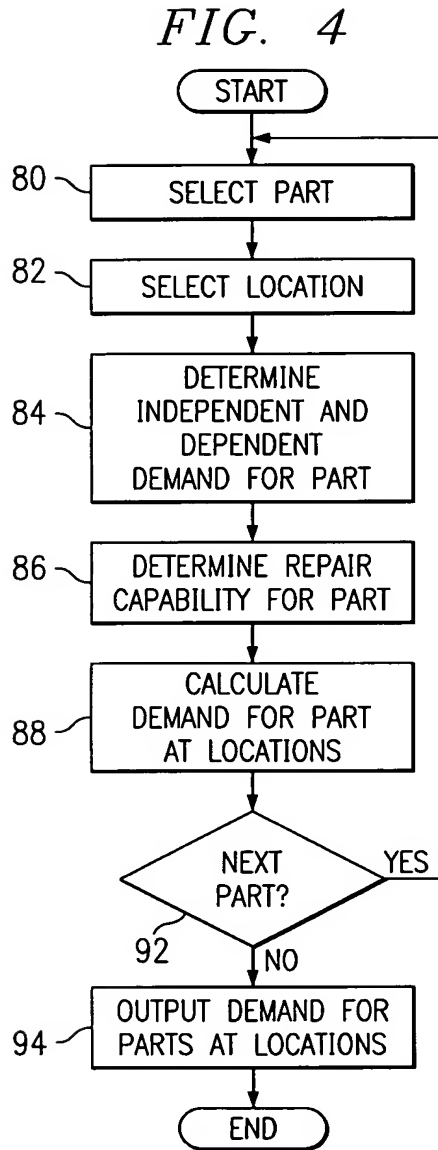 FIG. 4
START
80
SELECT PART
82
SELECT LOCATION
84
DETERMINE
INDEPENDENT AND
DEPENDENT
DEMAND FOR PART
86
DETERMINE REPAIR
CAPABILITY FOR PART
88
CALCULATE
DEMAND FOR PART
AT LOCATIONS
NEXT
PART?
YES
92
NO
94
OUTPUT DEMAND FOR
PARTS AT LOCATIONS
END